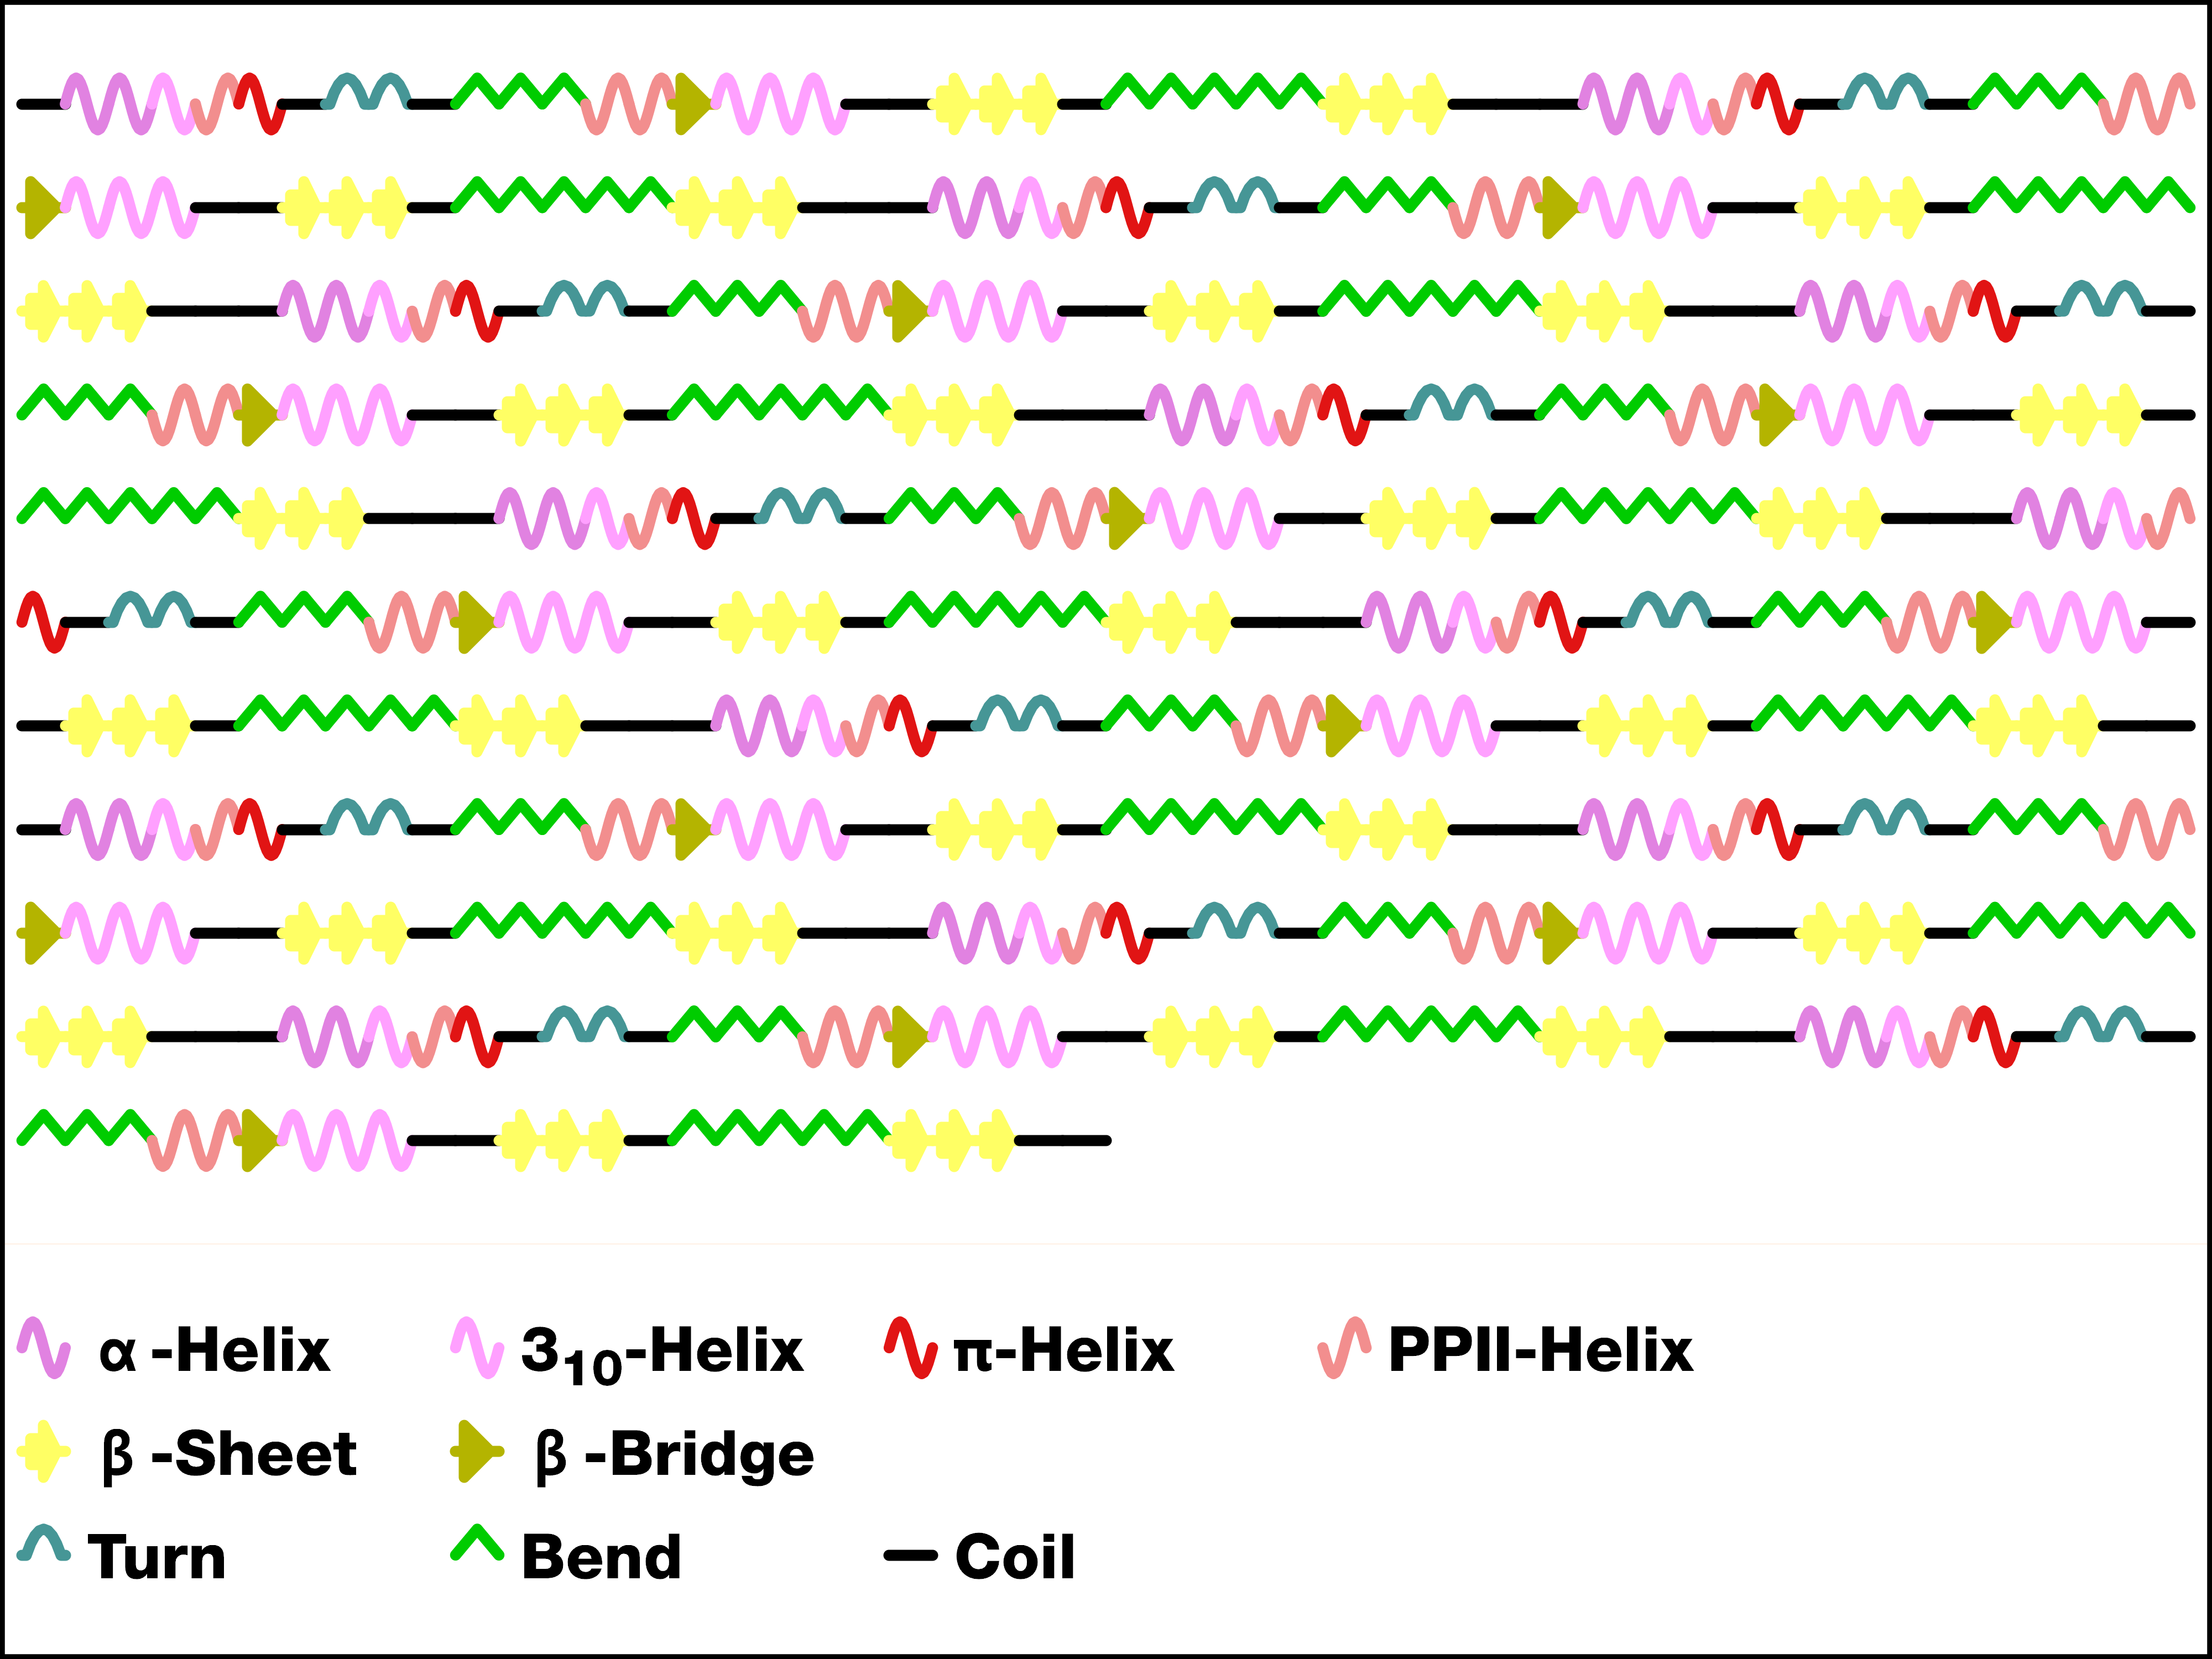 α -Helix 3₁₀-Helix π-Helix PPII-Helix
β -Sheet β -Bridge
Turn Bend Coil